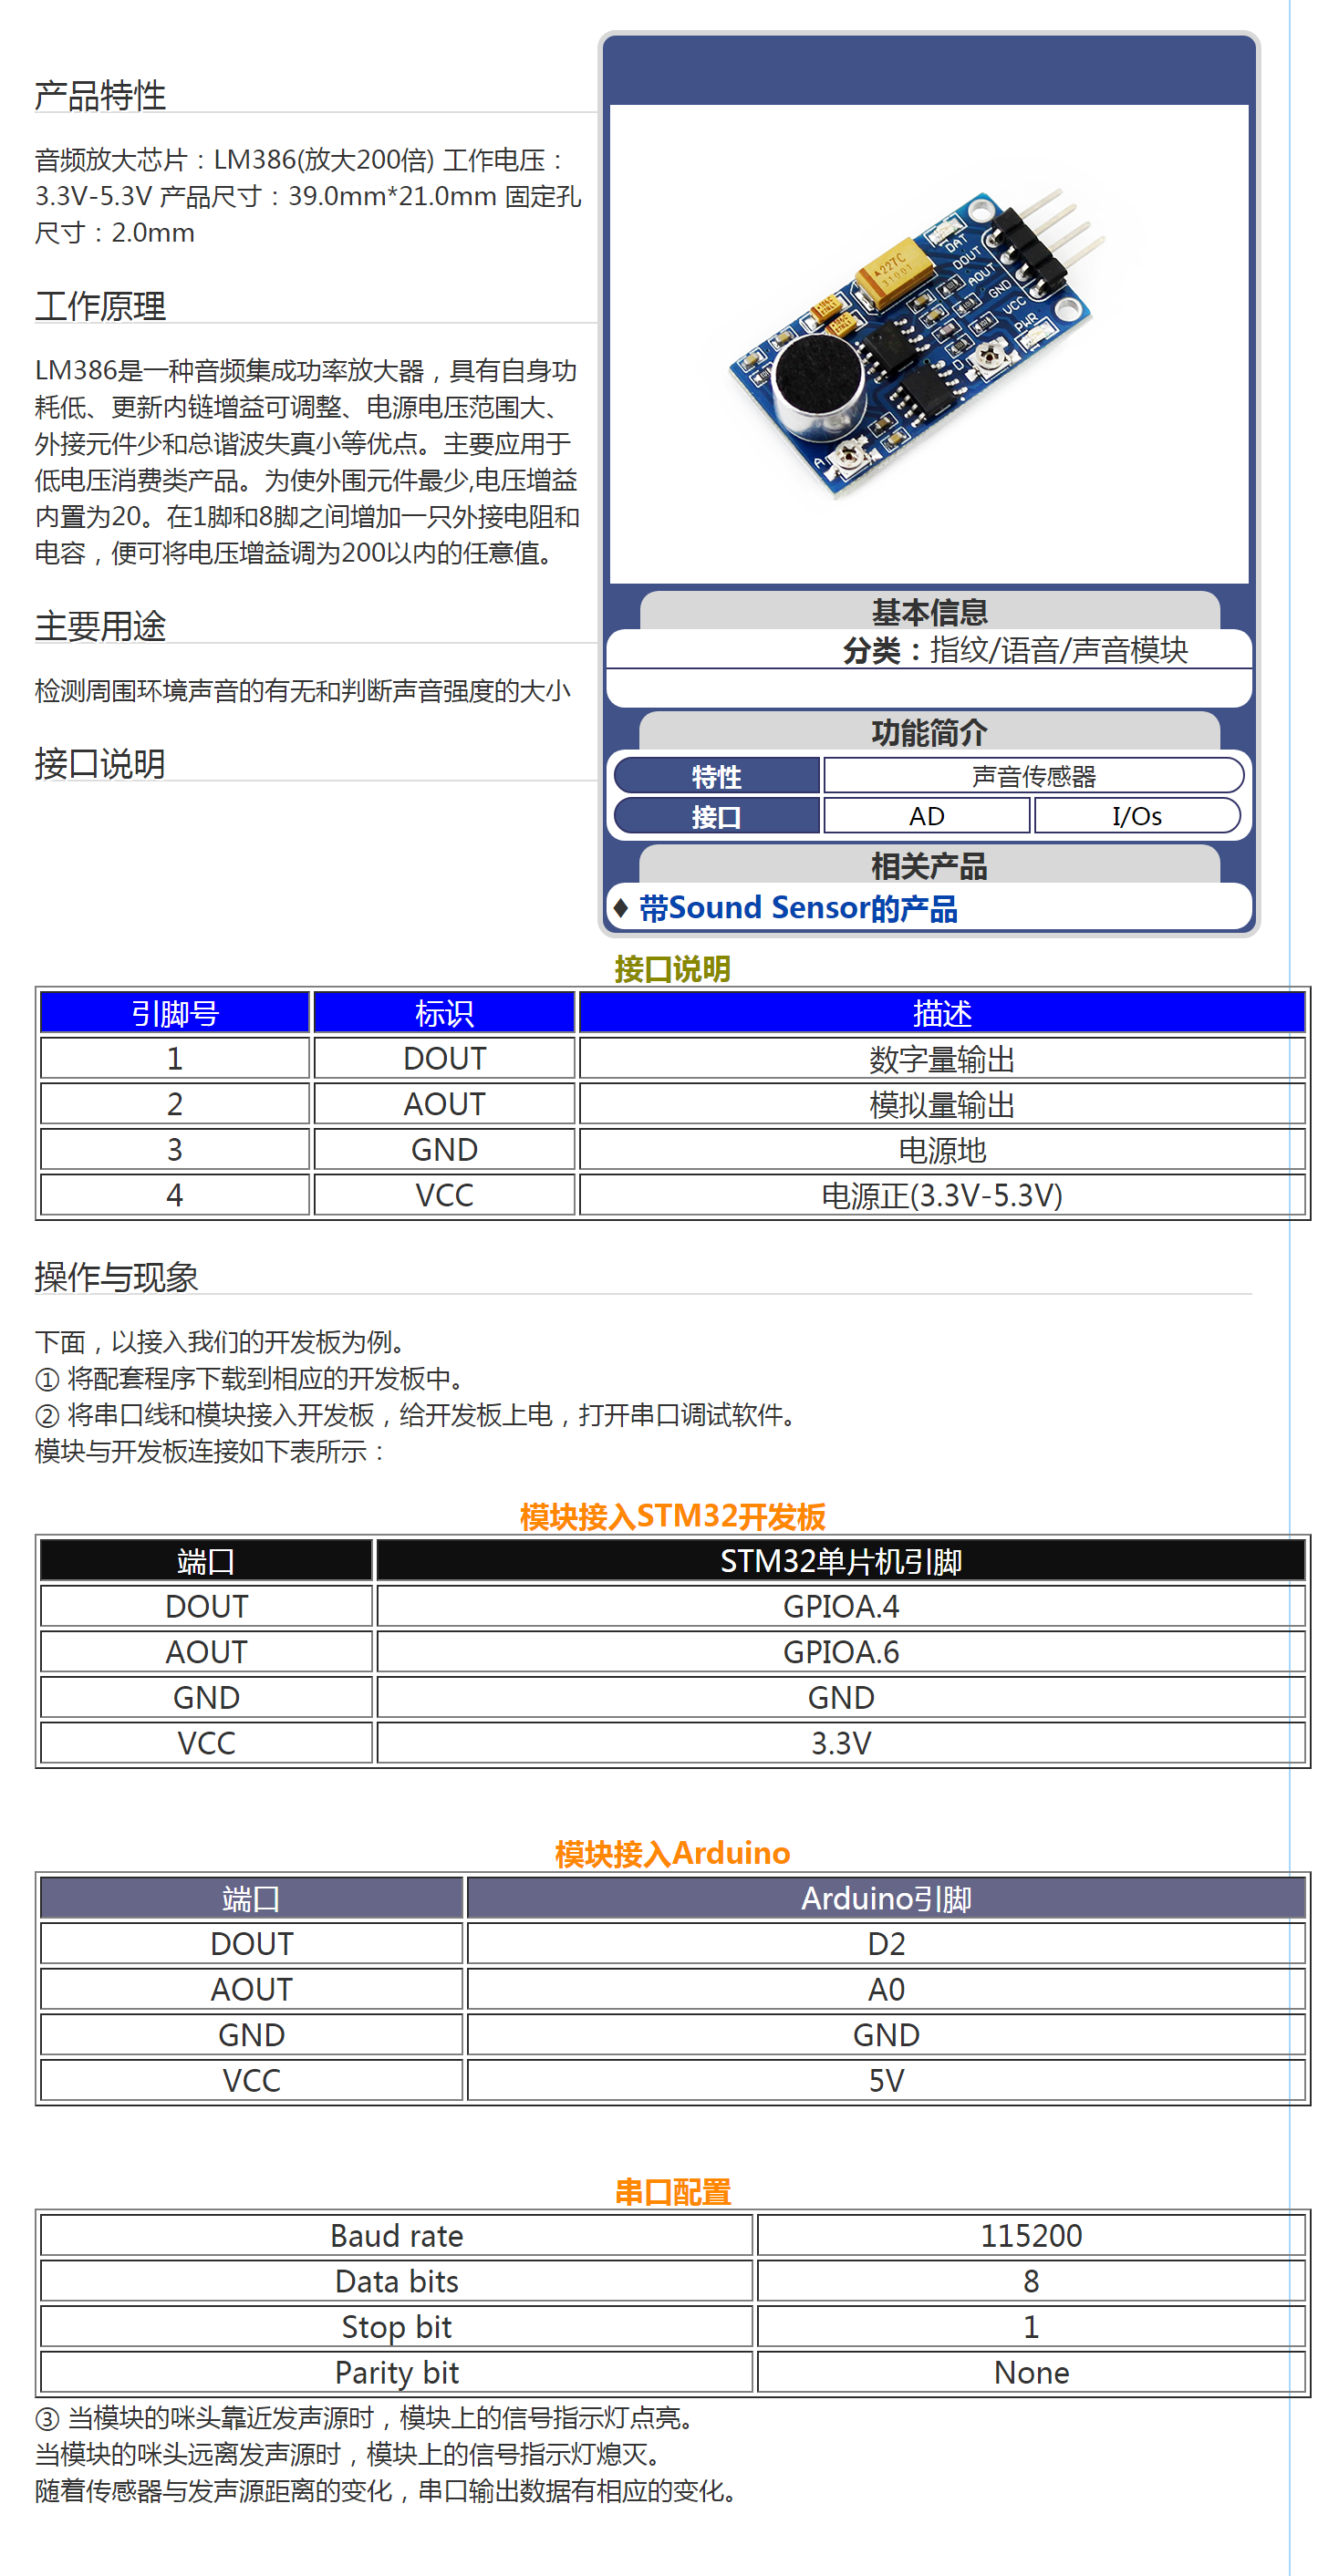 产品特性
音频放大芯片：LM386(放大200倍) 工作电压：
3.3V-5.3V 产品尺寸：39.0mm*21.0mm 固定孔
尺寸：2.0mm
工作原理
LM386是一种音频集成功率放大器，具有自身功
耗低、更新内链增益可调整、电源电压范围大、
外接元件少和总谐波失真小等优点。主要应用于
低电压消费类产品。为使外围元件最少,电压增益
内置为20。在1脚和8脚之间增加一只外接电阻和
电容，便可将电压增益调为200以内的任意值。
主要用途
检测周围环境声音的有无和判断声音强度的大小
接口说明
227C
31001
DAT
DOUT
AOUT
GND
VCC
PWR
D
A
基本信息
分类：指纹/语音/声音模块
功能简介
特性 声音传感器
接口 AD I/Os
相关产品
♦ 带Sound Sensor的产品
接口说明
引脚号 标识 描述
1 DOUT 数字量输出
2 AOUT 模拟量输出
3 GND 电源地
4 VCC 电源正(3.3V-5.3V)
操作与现象
下面，以接入我们的开发板为例。
① 将配套程序下载到相应的开发板中。
② 将串口线和模块接入开发板，给开发板上电，打开串口调试软件。
模块与开发板连接如下表所示：
模块接入STM32开发板
端口 STM32单片机引脚
DOUT GPIOA.4
AOUT GPIOA.6
GND GND
VCC 3.3V
模块接入Arduino
端口 Arduino引脚
DOUT D2
AOUT A0
GND GND
VCC 5V
串口配置
Baud rate 115200
Data bits 8
Stop bit 1
Parity bit None
③ 当模块的咪头靠近发声源时，模块上的信号指示灯点亮。
当模块的咪头远离发声源时，模块上的信号指示灯熄灭。
随着传感器与发声源距离的变化，串口输出数据有相应的变化。